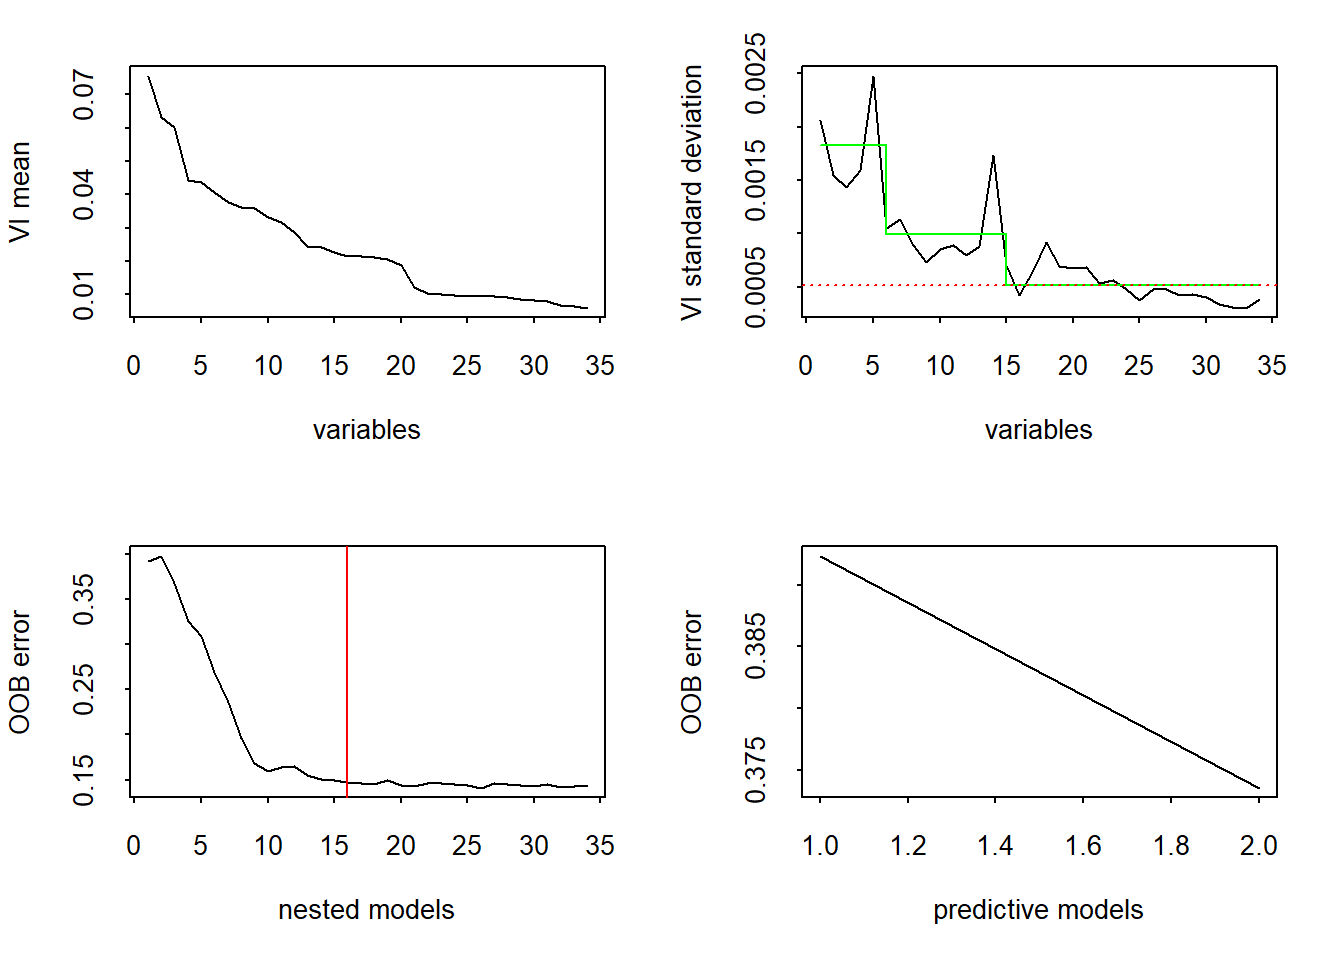 VI mean
0.01 0.04 0.07
0 5 10 15 20 25 30 35
variables
VI standard deviation
0.0005 0.0015 0.0025
0 5 10 15 20 25 30 35
variables
OOB error
0.15 0.25 0.35
0 5 10 15 20 25 30 35
nested models
OOB error
0.375 0.385
1.0 1.2 1.4 1.6 1.8 2.0
predictive models